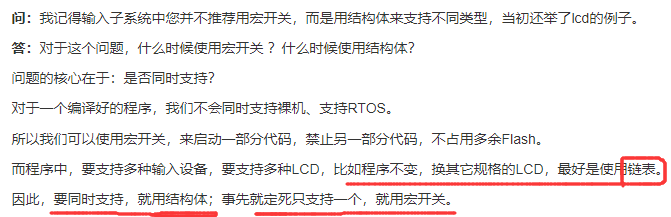 问：我记得输入子系统中您并不推荐用宏开关，而是用结构体来支持不同类型，当初还举了lcd的例子。
答：对于这个问题，什么时候使用宏开关 ？什么时候使用结构体？
问题的核心在于：是否同时支持？
对于一个编译好的程序，我们不会同时支持裸机、支持RTOS。
所以我们可以使用宏开关，来启动一部分代码，禁止另一部分代码，不占用多余Flash。
而程序中，要支持多种输入设备，要支持多种LCD，比如程序不变，换其它规格的LCD，最好是使用链表。
因此，要同时支持，就用结构体；事先就定死只支持一个，就用宏开关。